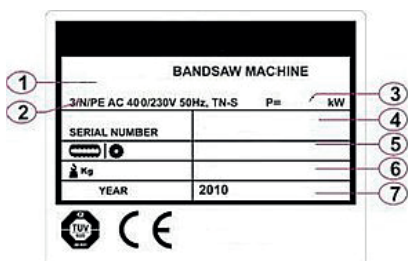 BANDSAW MACHINE
1
3/N/PE AC 400/230V 50Hz, TN-S P= kW
3
2
SERIAL NUMBER
4
5
Kg
6
YEAR 2010
7
TÜV
CE